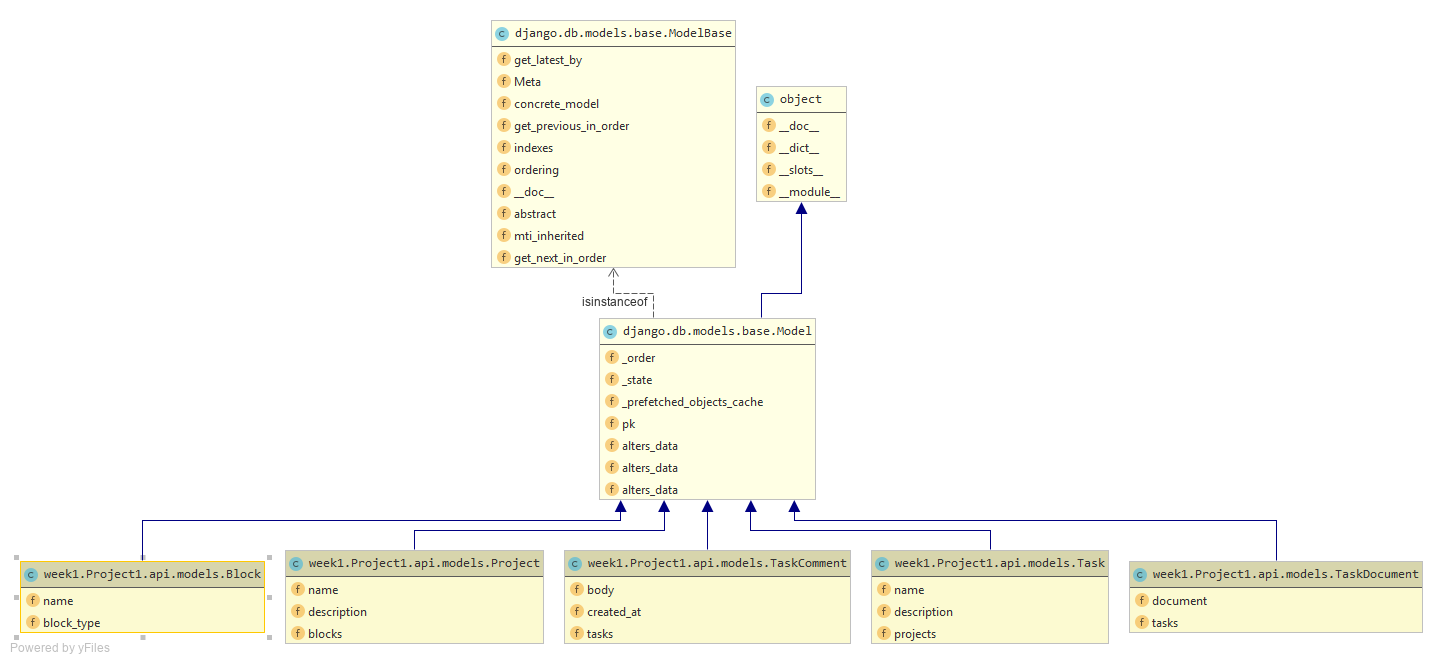 django.db.models.base.ModelBase
get_latest_by
Meta
concrete_model
get_previous_in_order
indexes
ordering
__doc__
abstract
mti_inherited
get_next_in_order
object
__doc__
__dict__
__slots__
__module__
isinstanceof
django.db.models.base.Model
_order
_state
_prefetched_objects_cache
pk
alters_data
alters_data
alters_data
week1.Project1.api.models.Block
name
block_type
week1.Project1.api.models.Project
name
description
blocks
week1.Project1.api.models.TaskComment
body
created_at
tasks
week1.Project1.api.models.Task
name
description
projects
week1.Project1.api.models.TaskDocument
document
tasks
Powered by yFiles